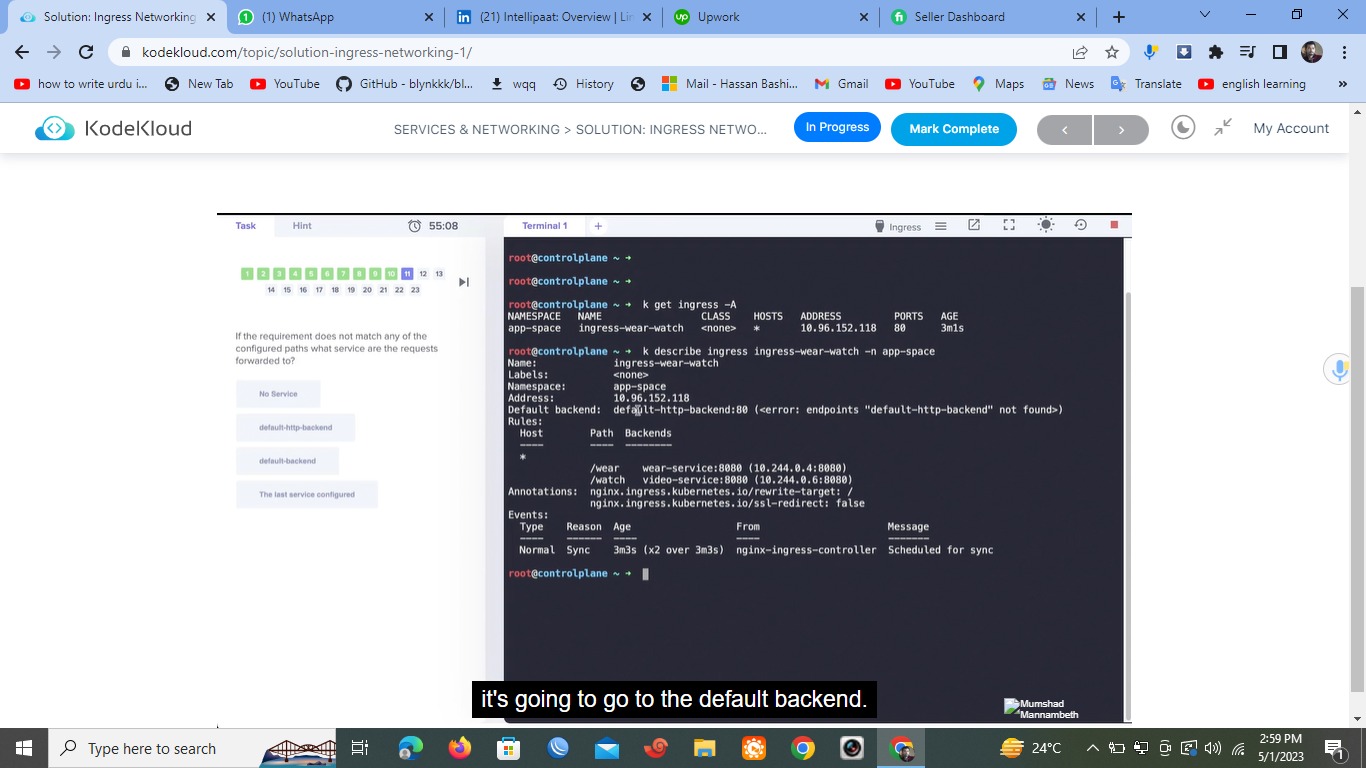 Solution: Ingress Networking
(1) WhatsApp
(21) Intellipaat: Overview | Lin
Upwork
Seller Dashboard
kodekloud.com/topic/solution-ingress-networking-1/
how to write urdu i...
New Tab
YouTube
GitHub - blynkkk/bl...
wqq
History
Mail - Hassan Bashi...
Gmail
YouTube
Maps
News
Translate
english learning
KodeKloud
SERVICES & NETWORKING > SOLUTION: INGRESS NETWO...
In Progress
Mark Complete
My Account
Task
Hint
55:08
Terminal 1
Ingress
1 2 3 4 5 6 7 8 9 10 11 12 13
14 15 16 17 18 19 20 21 22 23
If the requirement does not match any of the
configured paths what service are the requests
forwarded to?
No Service
default-http-backend
default-backend
The last service configured
root@controlplane ~ ➜
root@controlplane ~ ➜
root@controlplane ~ ➜ k get ingress -A
NAMESPACE NAME CLASS HOSTS ADDRESS PORTS AGE
app-space ingress-wear-watch <none> * 10.96.152.118 80 3m1s
root@controlplane ~ ➜ k describe ingress ingress-wear-watch -n app-space
Name: ingress-wear-watch
Labels: <none>
Namespace: app-space
Address: 10.96.152.118
Default backend: default-http-backend:80 (<error: endpoints "default-http-backend" not found>)
Rules:
Host Path Backends
---- ---- --------
*
/wear wear-service:8080 (10.244.0.4:8080)
/watch video-service:8080 (10.244.0.6:8080)
Annotations: nginx.ingress.kubernetes.io/rewrite-target: /
nginx.ingress.kubernetes.io/ssl-redirect: false
Events:
Type Reason Age From Message
---- ------ ---- ---- -------
Normal Sync 3m3s (x2 over 3m3s) nginx-ingress-controller Scheduled for sync
root@controlplane ~ ➜
it's going to go to the default backend.
Mumshad
Mannambeth
Type here to search
24°C
2:59 PM
5/1/2023
1